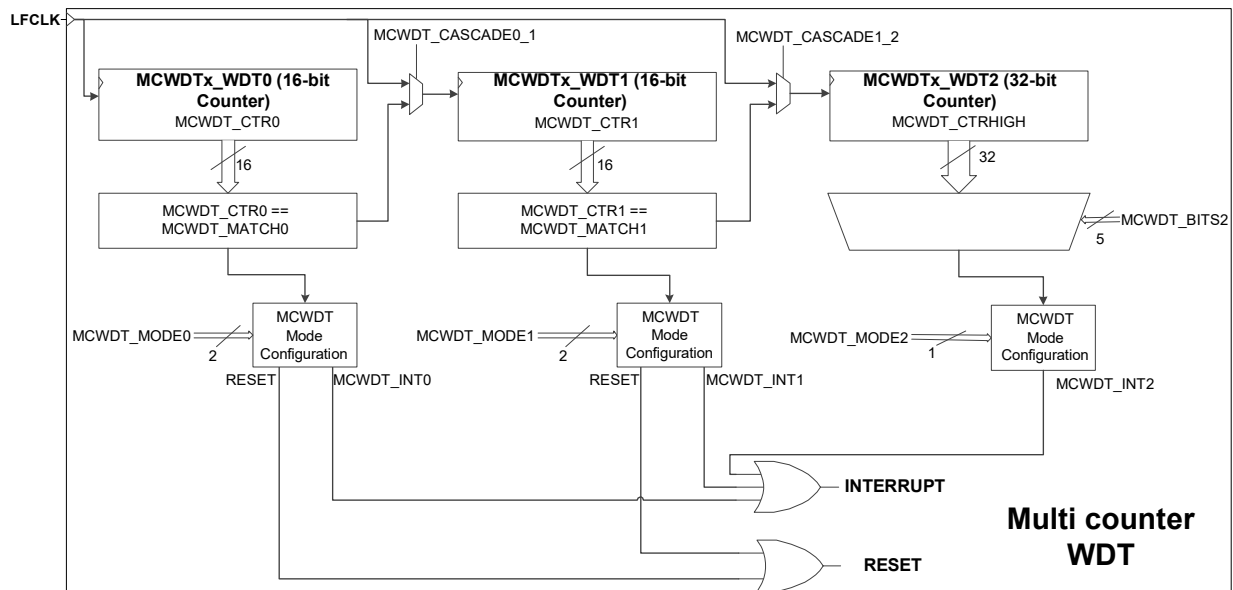 LFCLK
MCWDT_CASCADE0_1
MCWDT_CASCADE1_2
MCWDTx_WDT0 (16-bit
Counter)
MCWDT_CTR0
MCWDTx_WDT1 (16-bit
Counter)
MCWDT_CTR1
MCWDTx_WDT2 (32-bit
Counter)
MCWDT_CTRHIGH
16
16
32
MCWDT_CTR0 ==
MCWDT_MATCH0
MCWDT_CTR1 ==
MCWDT_MATCH1
MCWDT_BITS2
5
MCWDT_MODE0
2
MCWDT
Mode
Configuration
MCWDT_MODE1
2
MCWDT
Mode
Configuration
MCWDT_MODE2
1
MCWDT
Mode
Configuration
RESET
MCWDT_INT0
RESET
MCWDT_INT1
MCWDT_INT2
INTERRUPT
RESET
Multi counter
WDT